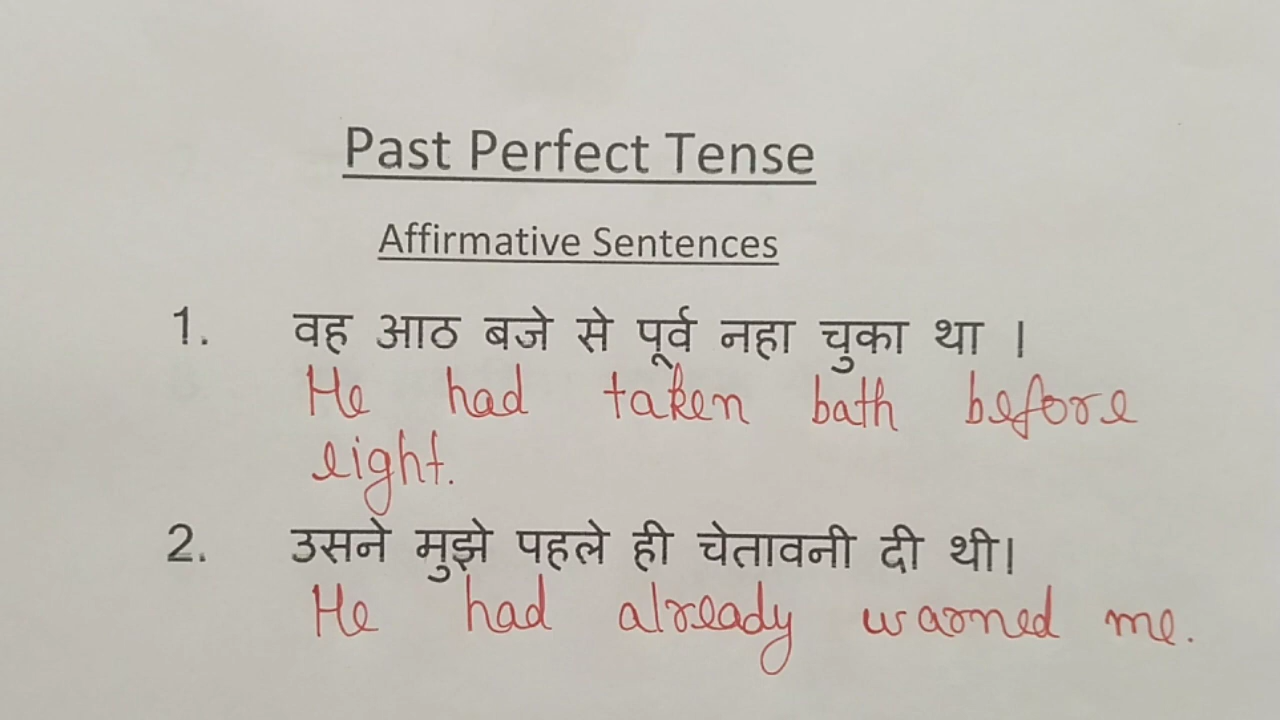 Past Perfect Tense
Affirmative Sentences
1. वह आठ बजे से पूर्व नहा चुका था ।
He had taken bath before
eight.
2. उसने मुझे पहले ही चेतावनी दी थी।
He had already warned me.